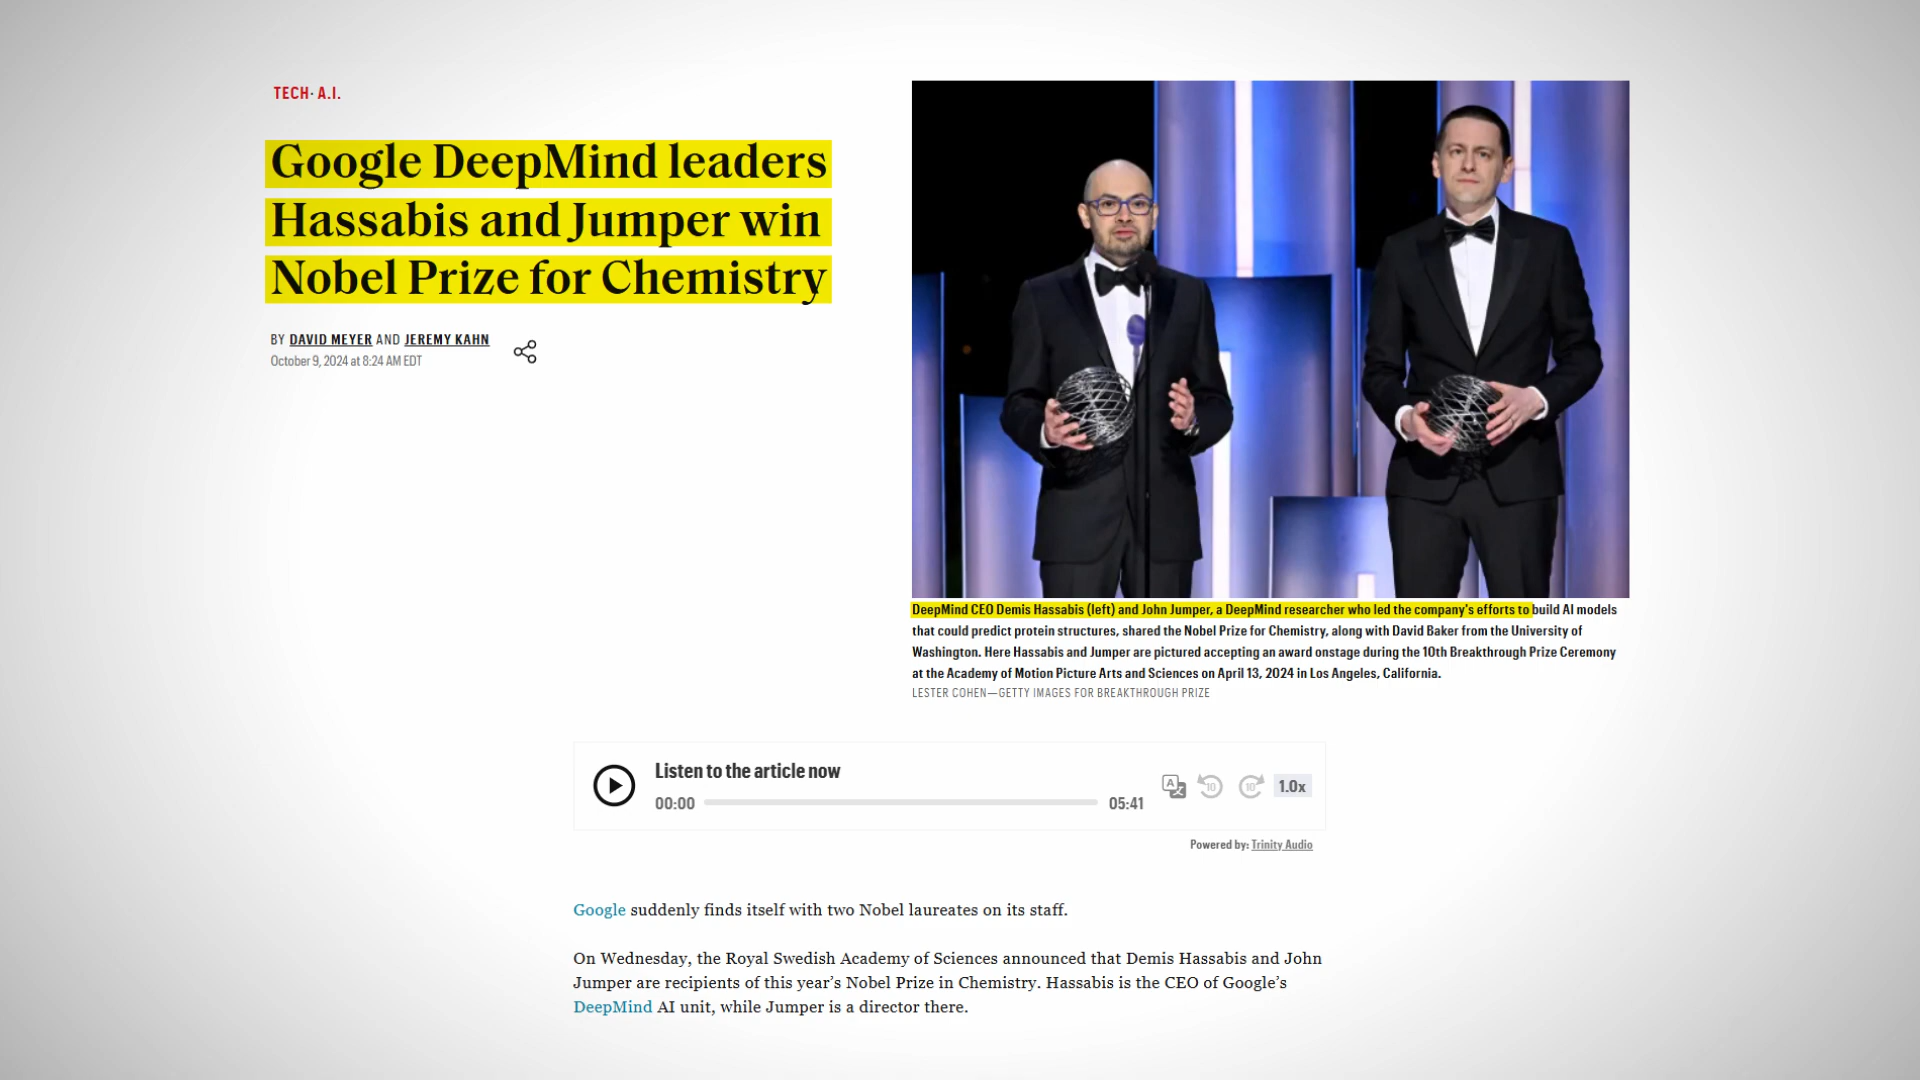 TECH· A.I.
Google DeepMind leaders
Hassabis and Jumper win
Nobel Prize for Chemistry
BY DAVID MEYER AND JEREMY KAHN
October 9, 2024 at 8:24 AM EDT
DeepMind CEO Demis Hassabis (left) and John Jumper, a DeepMind researcher who led the company's efforts to build AI models
that could predict protein structures, shared the Nobel Prize for Chemistry, along with David Baker from the University of
Washington. Here Hassabis and Jumper are pictured accepting an award onstage during the 10th Breakthrough Prize Ceremony
at the Academy of Motion Picture Arts and Sciences on April 13, 2024 in Los Angeles, California.
LESTER COHEN—GETTY IMAGES FOR BREAKTHROUGH PRIZE
Listen to the article now
00:00
05:41
A
10
10
1.0x
Powered by: Trinity Audio
Google suddenly finds itself with two Nobel laureates on its staff.
On Wednesday, the Royal Swedish Academy of Sciences announced that Demis Hassabis and John
Jumper are recipients of this year’s Nobel Prize in Chemistry. Hassabis is the CEO of Google’s
DeepMind AI unit, while Jumper is a director there.